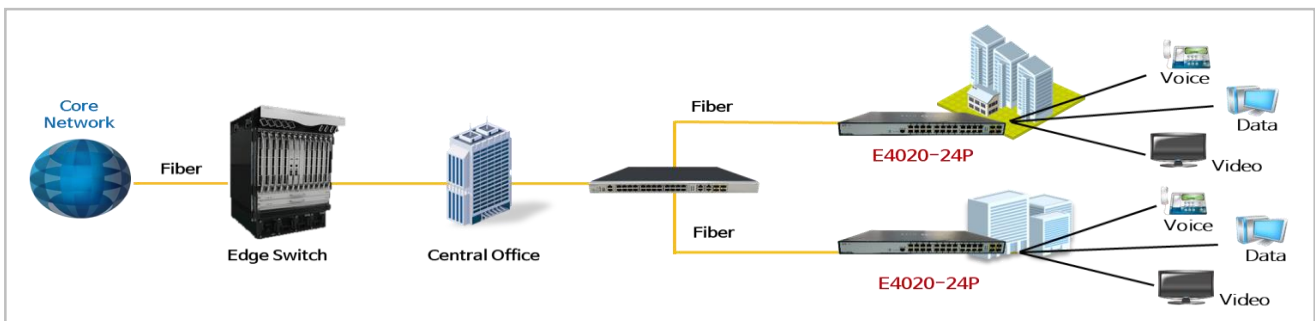 Core
Network
Fiber
Edge Switch
Central Office
Fiber
Fiber
E4020-24P
Voice
Data
Video
E4020-24P
Voice
Data
Video